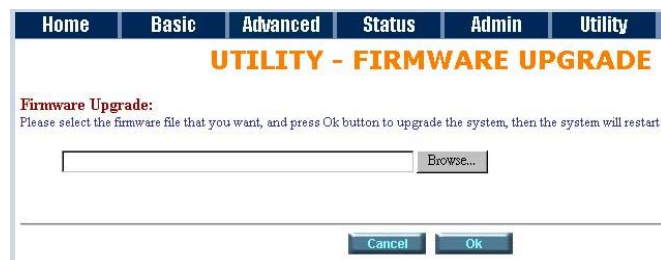 Home Basic Advanced Status Admin Utility
UTILITY - FIRMWARE UPGRADE
Firmware Upgrade:
Please select the firmware file that you want, and press Ok button to upgrade the system, then the system will restart
Browse...
Cancel Ok